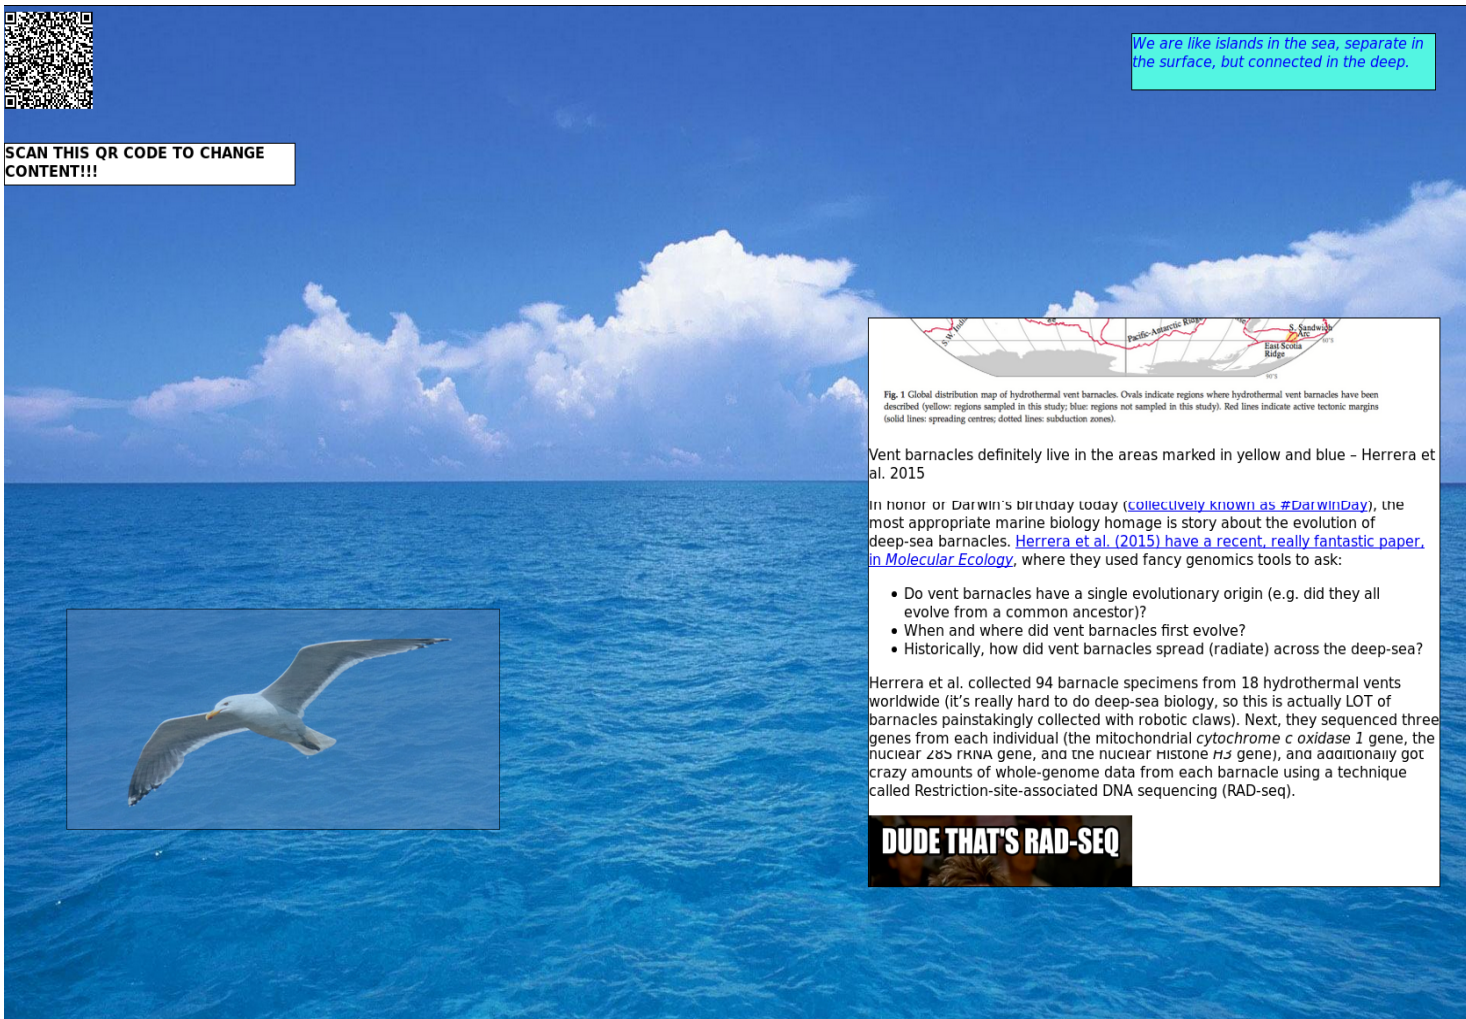 We are like islands in the sea, separate in
the surface, but connected in the deep.
SCAN THIS QR CODE TO CHANGE
CONTENT!!!
S.W. India
Pacific-Antarctic Ridge
S. Sandwich
Arc
East Scotia
Ridge
60°S
90°S
Fig. 1 Global distribution map of hydrothermal vent barnacles. Ovals indicate regions where hydrothermal vent barnacles have been
described (yellow: regions sampled in this study; blue: regions not sampled in this study). Red lines indicate active tectonic margins
(solid lines: spreading centres; dotted lines: subduction zones).
Vent barnacles definitely live in the areas marked in yellow and blue – Herrera et
al. 2015
In honor or Darwin's birthday today (collectively known as #DarwinDay), the
most appropriate marine biology homage is story about the evolution of
deep-sea barnacles. Herrera et al. (2015) have a recent, really fantastic paper,
in Molecular Ecology, where they used fancy genomics tools to ask:
• Do vent barnacles have a single evolutionary origin (e.g. did they all
evolve from a common ancestor)?
• When and where did vent barnacles first evolve?
• Historically, how did vent barnacles spread (radiate) across the deep-sea?
Herrera et al. collected 94 barnacle specimens from 18 hydrothermal vents
worldwide (it's really hard to do deep-sea biology, so this is actually LOT of
barnacles painstakingly collected with robotic claws). Next, they sequenced three
genes from each individual (the mitochondrial cytochrome c oxidase 1 gene, the
nuclear 28S rRNA gene, and the nuclear Histone H3 gene), and additionally got
crazy amounts of whole-genome data from each barnacle using a technique
called Restriction-site-associated DNA sequencing (RAD-seq).
DUDE THAT'S RAD-SEQ